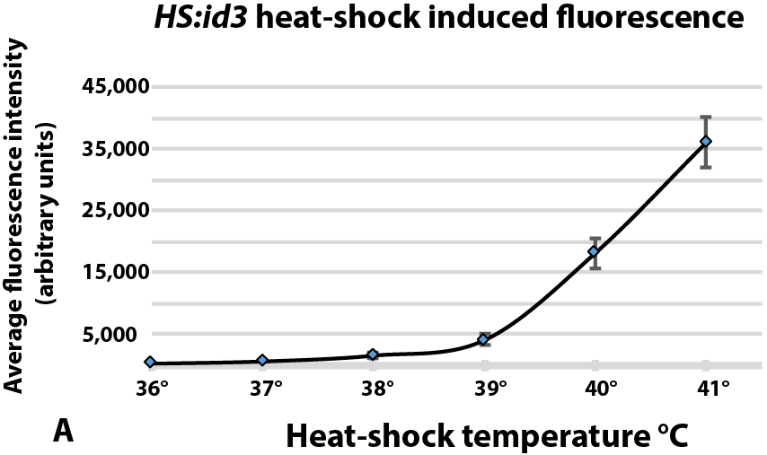 HS:id3 heat-shock induced fluorescence
Average fluorescence intensity
(arbitrary units)
45,000
35,000
25,000
15,000
5,000
36° 37° 38° 39° 40° 41°
A
Heat-shock temperature °C